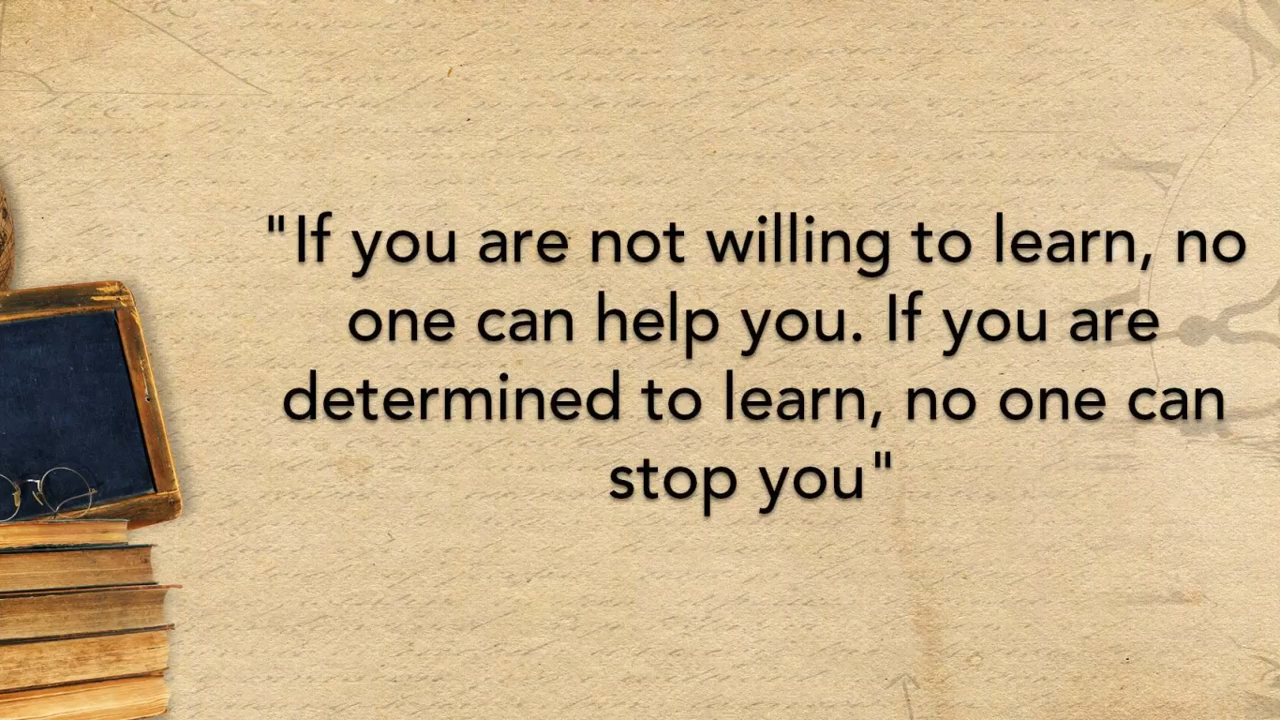 "If you are not willing to learn, no
one can help you. If you are
determined to learn, no one can
stop you"